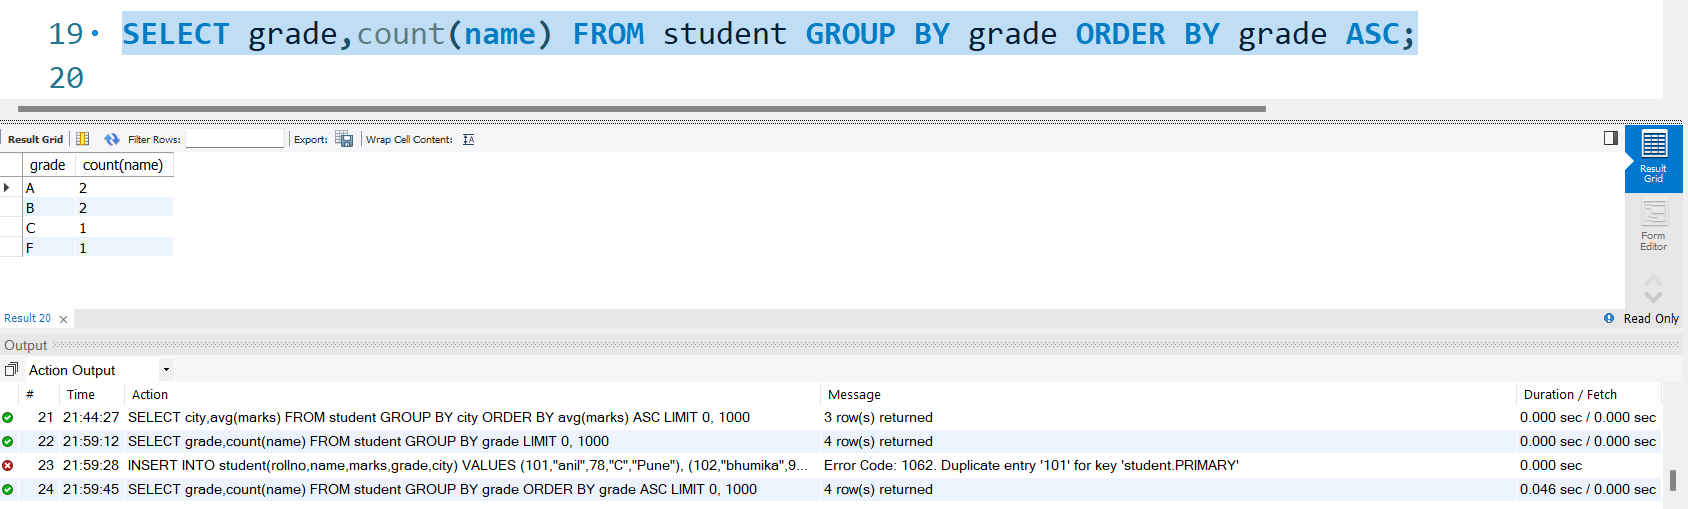 19 SELECT grade,count(name) FROM student GROUP BY grade ORDER BY grade ASC;
20
Result Grid Filter Rows: Export: Wrap Cell Content:
grade count(name)
A 2
B 2
C 1
F 1
Result Grid
Form Editor
Result 20 Read Only
Output
Action Output
# Time Action Message Duration / Fetch
21 21:44:27 SELECT city,avg(marks) FROM student GROUP BY city ORDER BY avg(marks) ASC LIMIT 0, 1000 3 row(s) returned 0.000 sec / 0.000 sec
22 21:59:12 SELECT grade,count(name) FROM student GROUP BY grade LIMIT 0, 1000 4 row(s) returned 0.000 sec / 0.000 sec
23 21:59:28 INSERT INTO student(rollno,name,marks,grade,city) VALUES (101,"anil",78,"C","Pune"), (102,"bhumika",9... Error Code: 1062. Duplicate entry '101' for key 'student.PRIMARY' 0.000 sec
24 21:59:45 SELECT grade,count(name) FROM student GROUP BY grade ORDER BY grade ASC LIMIT 0, 1000 4 row(s) returned 0.046 sec / 0.000 sec